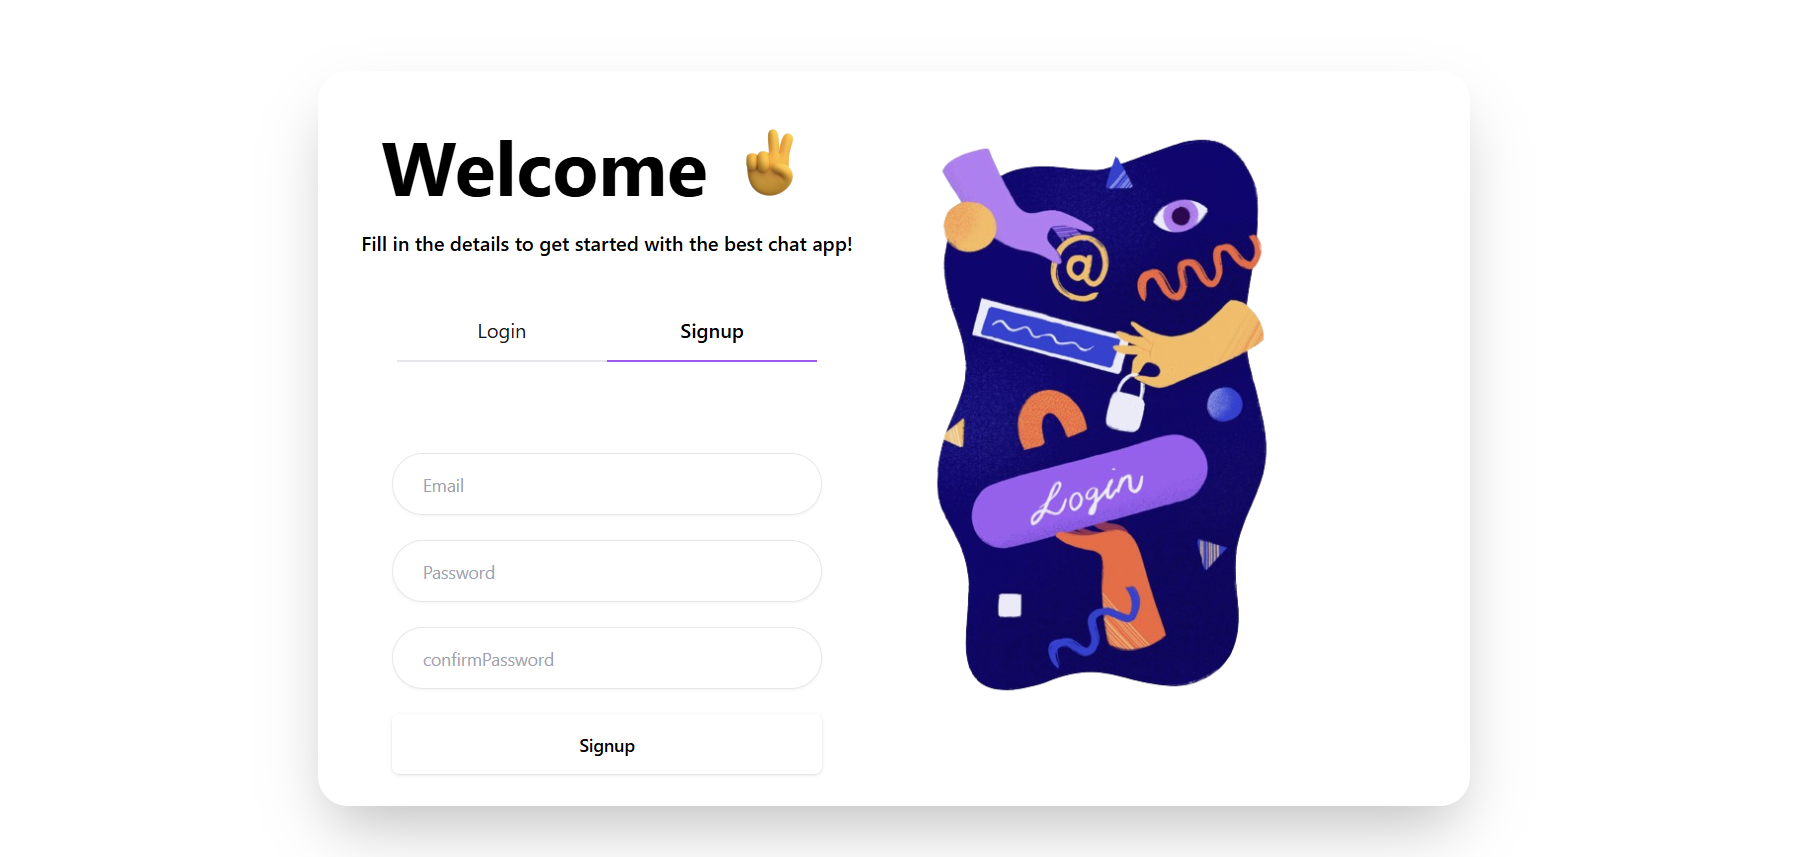 Welcome
Fill in the details to get started with the best chat app!
Login
Signup
Email
Password
confirmPassword
Signup
@
Login